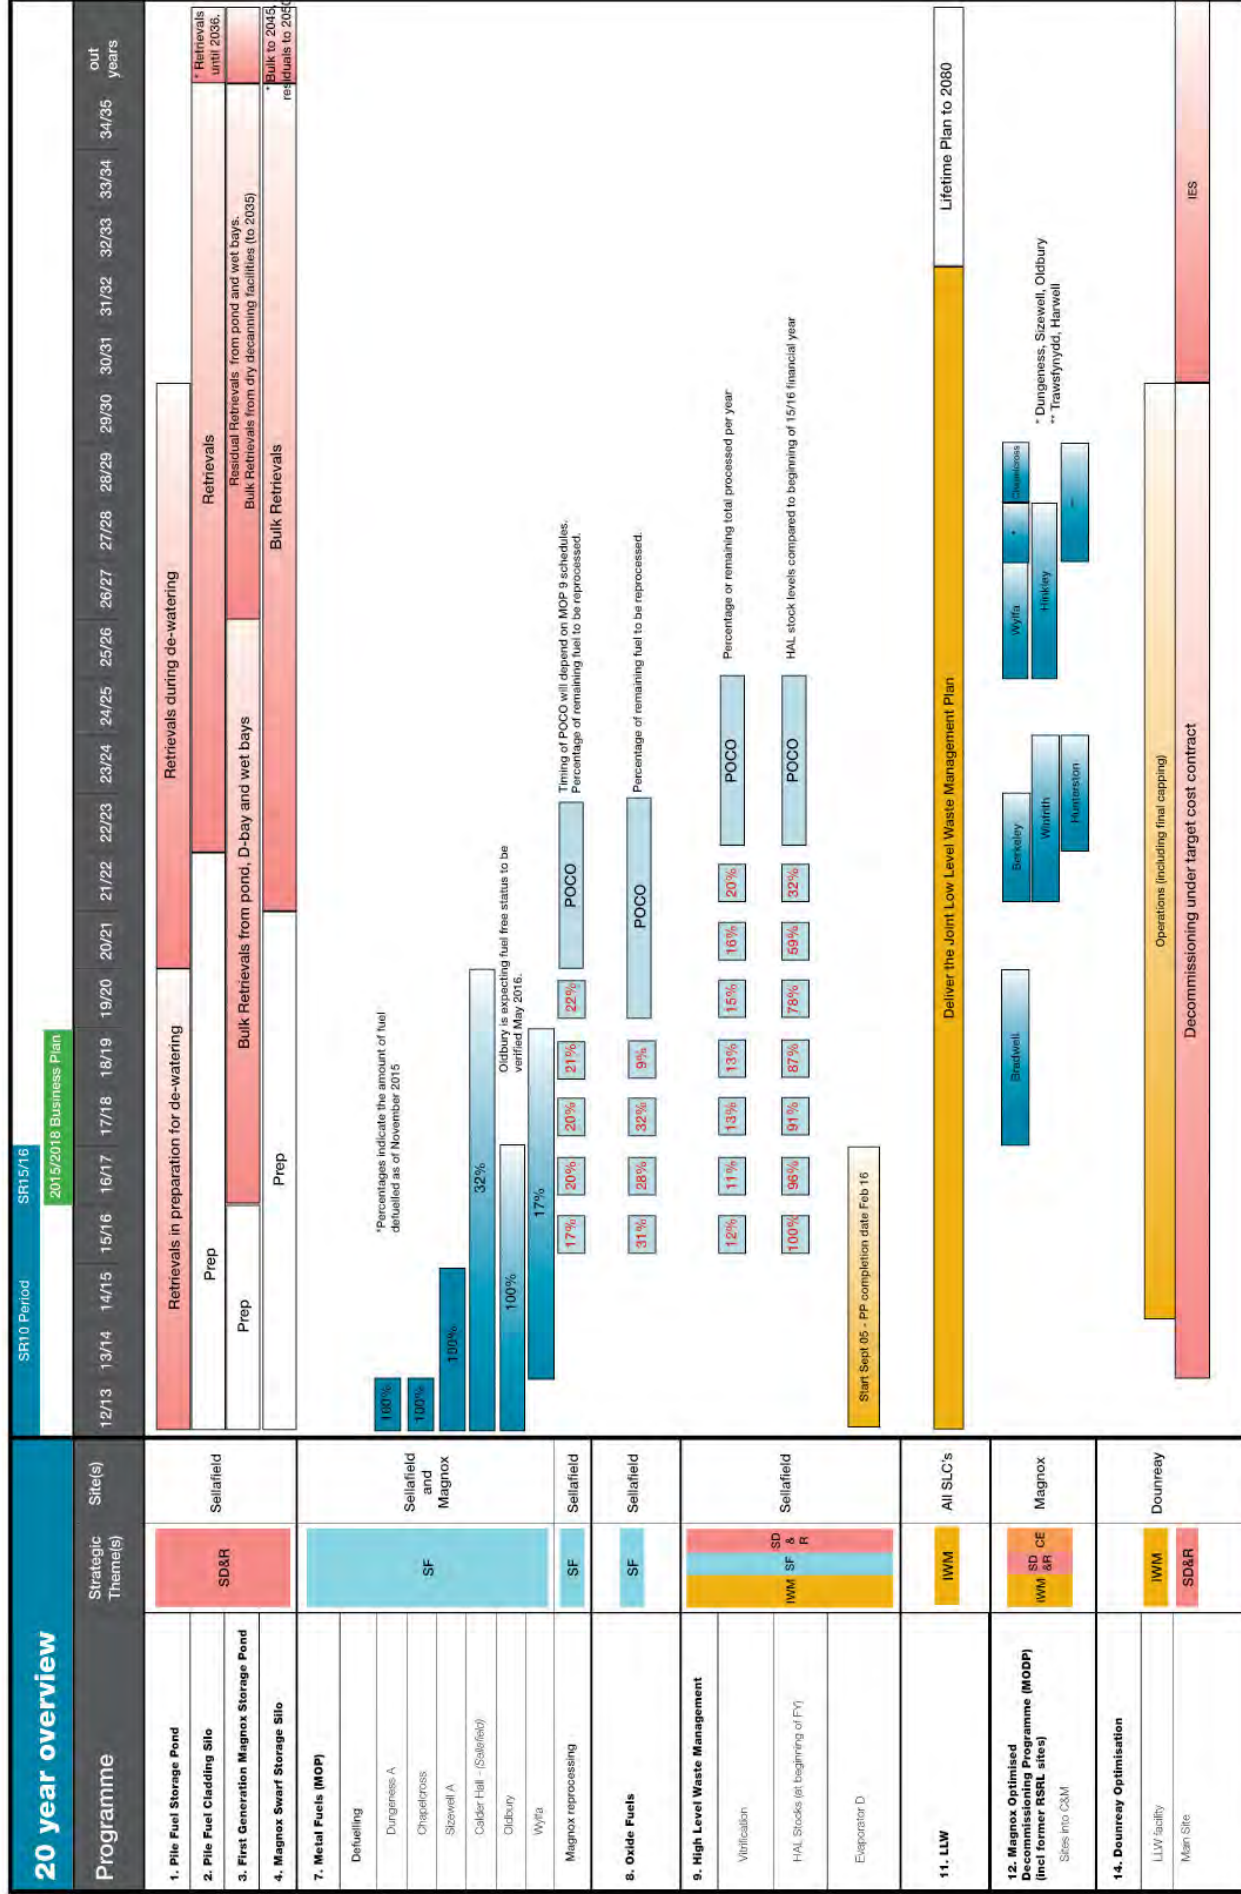 20 year overview
SR10 Period
SR15/16
2015/2018 Business Plan
Programme
Strategic
Theme(s)
Site(s)
12/13
13/14
14/15
15/16
16/17
17/18
18/19
19/20
20/21
21/22
22/23
23/24
24/25
25/26
26/27
27/28
28/29
29/30
30/31
31/32
32/33
33/34
34/35
out
years
1. Pile Fuel Storage Pond
SD&R
Sellafield
Retrievals in preparation for de-watering
Retrievals during de-watering
2. Pile Fuel Cladding Silo
Prep
Retrievals
* Retrievals
until 2036.
3. First Generation Magnox Storage Pond
Prep
Bulk Retrievals from pond, D-bay and wet bays
Residual Retrievals from pond and wet bays.
Bulk Retrievals from dry decanning facilities (to 2035)
4. Magnox Swarf Storage Silo
Prep
Bulk Retrievals
* Bulk to 2045,
residuals to 2050
7. Metal Fuels (MOP)
SF
Sellafield
and
Magnox
Defuelling
*Percentages indicate the amount of fuel
defuelled as of November 2015
Dungeness A
100%
Chapelcross
100%
Sizewell A
100%
Calder Hall - (Sellafield)
32%
Oldbury
100%
Oldbury is expecting fuel free status to be
verified May 2016.
Wylfa
17%
Magnox reprocessing
SF
Sellafield
17%
20%
20%
21%
22%
POCO
Timing of POCO will depend on MOP 9 schedules.
Percentage of remaining fuel to be reprocessed.
8. Oxide Fuels
SF
Sellafield
31%
28%
32%
9%
POCO
Percentage of remaining fuel to be reprocessed.
9. High Level Waste Management
IWM
SF
SD
&
R
Sellafield
Vitrification
12%
11%
13%
13%
15%
16%
20%
POCO
Percentage or remaining total processed per year
HAL Stocks (at beginning of FY)
100%
96%
91%
87%
78%
59%
32%
POCO
HAL stock levels compared to beginning of 15/16 financial year
Evaporator D
Start Sept 05 - PP completion date Feb 16
11. LLW
IWM
All SLC's
Deliver the Joint Low Level Waste Management Plan
Lifetime Plan to 2080
12. Magnox Optimised
Decommissioning Programme (MODP)
(incl former RSRL sites)
Sites into C&M
IWM
SD
&R
CE
Magnox
Bradwell
Berkeley
Winfrith
Hunterston
Wylfa
*
Chapelcross
Hinkley
**
* Dungeness, Sizewell, Oldbury
** Trawsfynydd, Harwell
14. Dounreay Optimisation
Dounreay
LLW facility
IWM
Operations (including final capping)
Main Site
SD&R
Decommissioning under target cost contract
IES